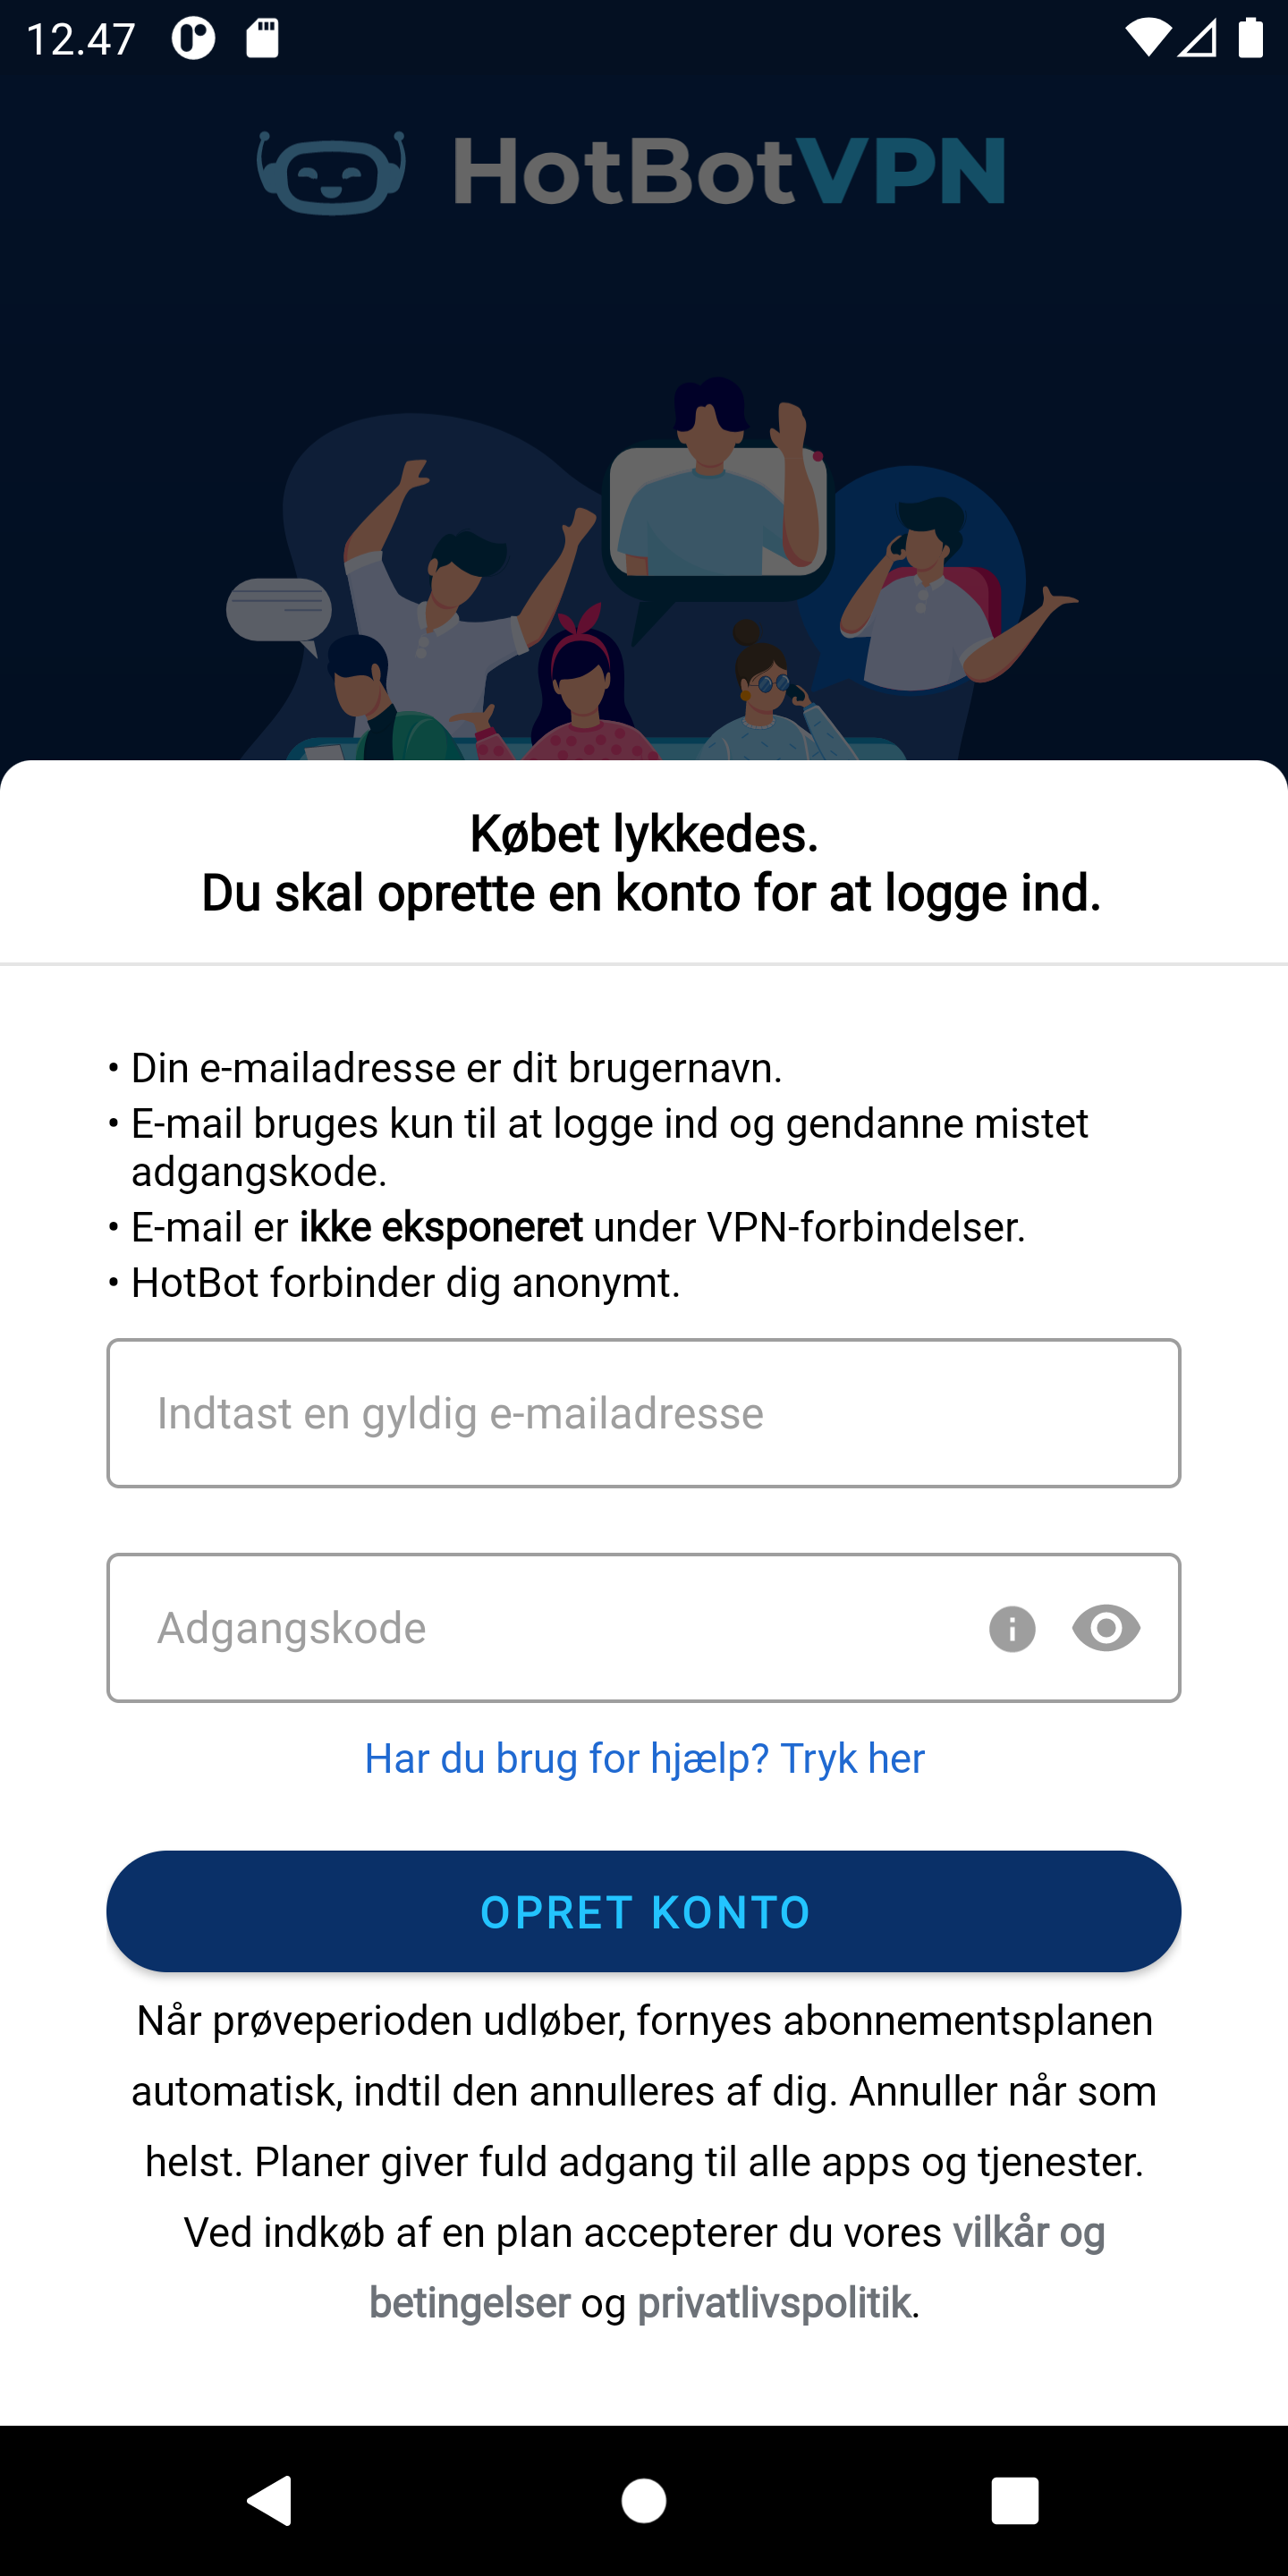 12.47
HotBotVPN
Købet lykkedes.
Du skal oprette en konto for at logge ind.
• Din e-mailadresse er dit brugernavn.
• E-mail bruges kun til at logge ind og gendanne mistet
adgangskode.
• E-mail er ikke eksponeret under VPN-forbindelser.
• HotBot forbinder dig anonymt.
Indtast en gyldig e-mailadresse
Adgangskode
Har du brug for hjælp? Tryk her
OPRET KONTO
Når prøveperioden udløber, fornyes abonnementsplanen
automatisk, indtil den annulleres af dig. Annuller når som
helst. Planer giver fuld adgang til alle apps og tjenester.
Ved indkøb af en plan accepterer du vores vilkår og
betingelser og privatlivspolitik.